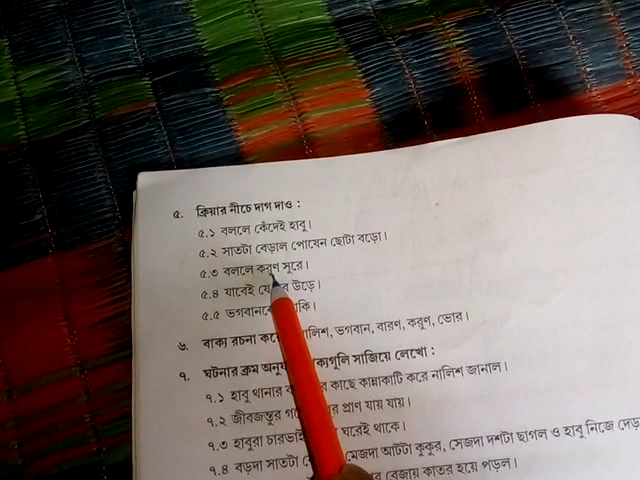 ৫. ক্রিয়ার নীচে দাগ দাও :
৫.১ বললে কেঁদেই হাবু।
৫.২ সাতটা বেড়াল পোষেন ছোটা বড়ো।
৫.৩ বললে করুণ সুরে।
৫.৪ যাবেই উড়ে।
৫.৫
৬. বাক্য রচনা করো নালিশ, ভগবান, বারণ, করুণ, ভোর।
৭. ঘটনার ক্রম অনুযায়ী বাক্যগুলি সাজিয়ে লেখো :
৭.১ হাবু থানার কাছে কান্নাকাটি করে নালিশ জানাল।
৭.২ জীবজন্তুর প্রাণ যায় যায়।
৭.৩ হাবুরা চারভাই ঘরেই থাকে।
৭.৪ বড়দা সাতটা মেজদা আটটা কুকুর, সেজদা দশটা ছাগল ও হাবু নিজে
বেজায় কাতর হয়ে পড়ল।